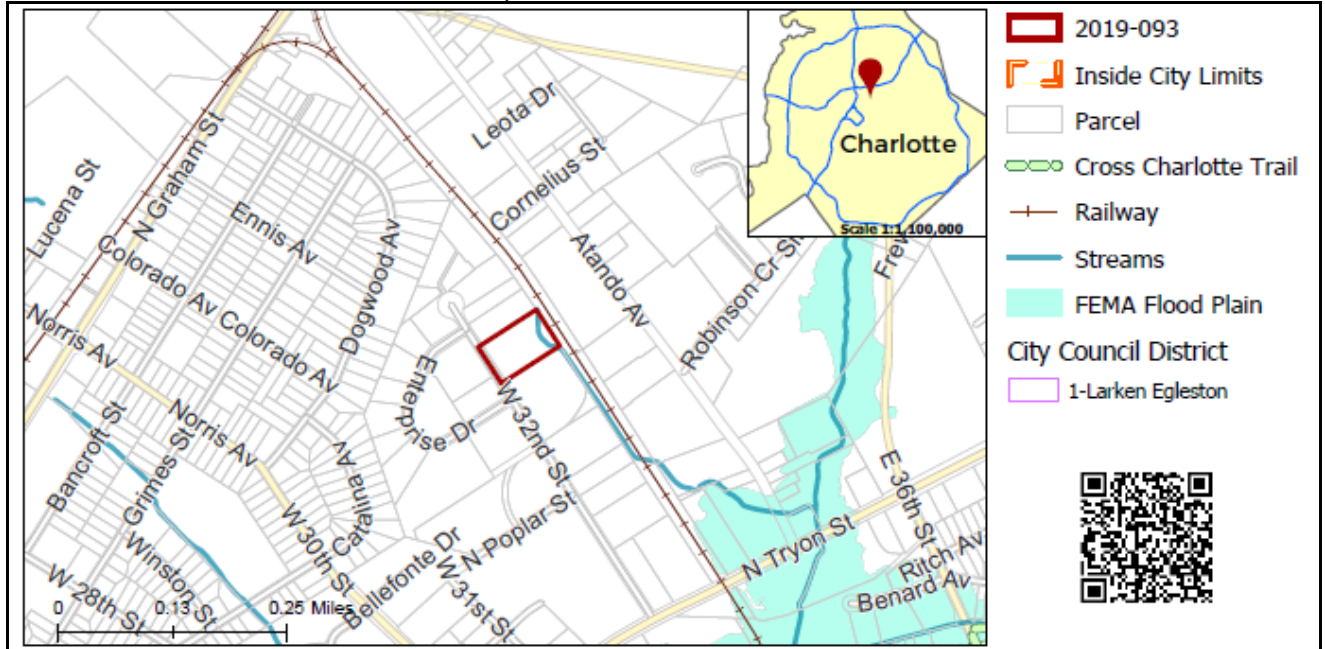 Leota Dr
Cornelius St
N Graham St
Lucena St
Ennis Av
Colorado Av Colorado Av
Dogwood Av
Atando Av
Robinson Cr
Norris Av
Enterprise Dr
W 32nd St
Norris Av
Bancroft St
Grimes St
Catalina Av
E 36th St
W 30th St
N Poplar St
N Tryon St
Ritch Av
Benard Av
Winston St
Bellefonte Dr
W 31st St
W 28th St
0 0.13 0.25 Miles
Charlotte
Scale 1:1,100,000
2019-093
Inside City Limits
Parcel
Cross Charlotte Trail
Railway
Streams
FEMA Flood Plain
City Council District
1-Larken Egleston